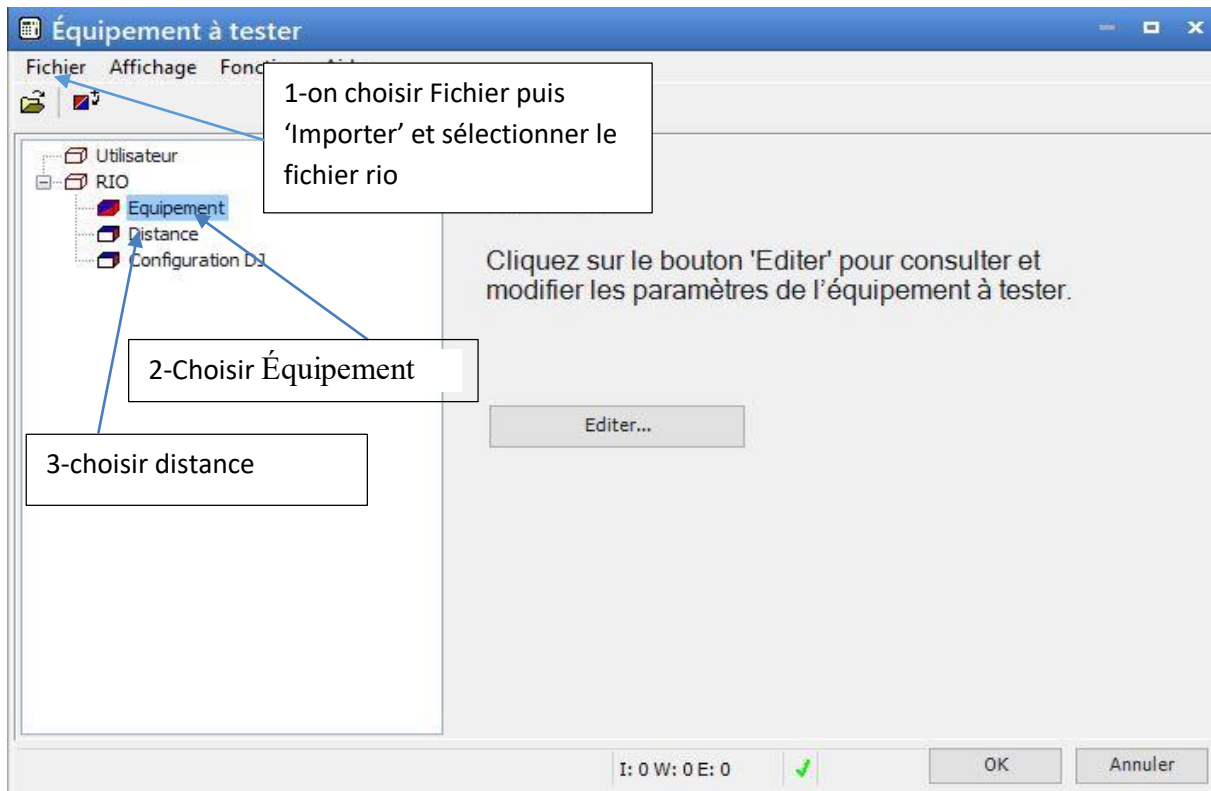 Équipement à tester
Fichier Affichage
1-on choisir Fichier puis
‘Importer’ et sélectionner le
fichier rio
Utilisateur
RIO
Equipement
Distance
Configuration DJ
Cliquez sur le bouton 'Editer' pour consulter et
modifier les paramètres de l’équipement à tester.
2-Choisir Équipement
Editer...
3-choisir distance
I: 0 W: 0 E: 0
OK
Annuler